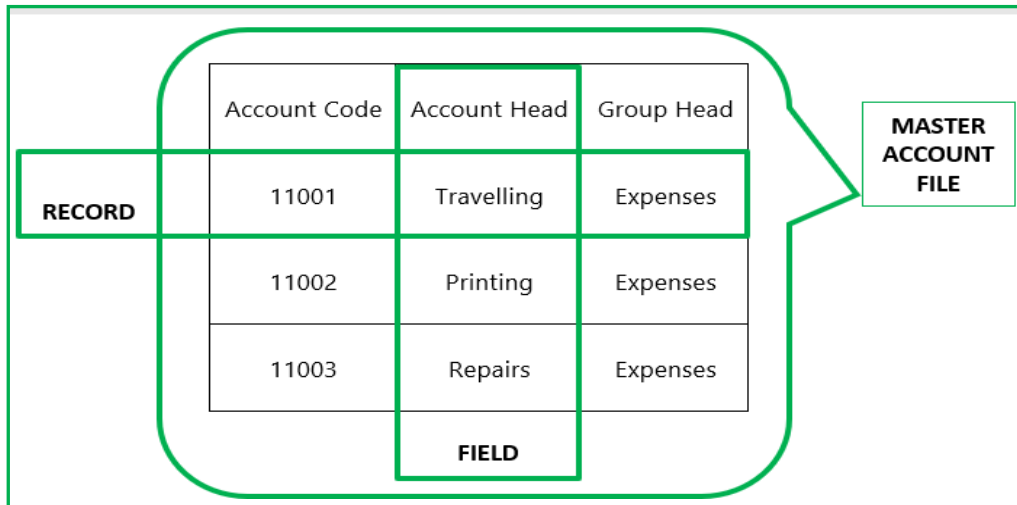 Account Code Account Head Group Head
MASTER
ACCOUNT
FILE
RECORD
11001 Travelling Expenses
11002 Printing Expenses
11003 Repairs Expenses
FIELD